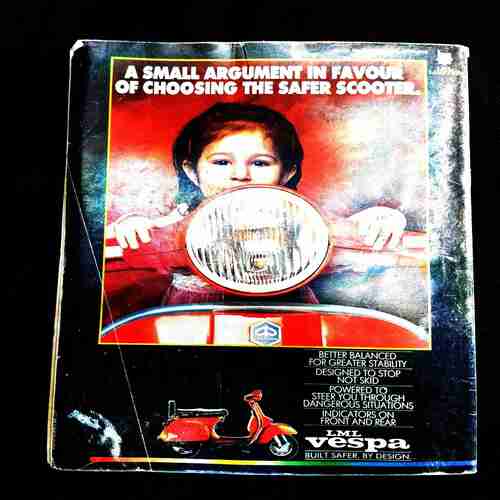 A SMALL ARGUMENT IN FAVOUR
OF CHOOSING THE SAFER SCOOTER.
BETTER BALANCED
FOR GREATER STABILITY
DESIGNED TO STOP
NOT SKID
POWERED TO
STEER YOU THROUGH
DANGEROUS SITUATIONS
INDICATORS ON
FRONT AND REAR
LML
vespa
BUILT SAFER. BY DESIGN.